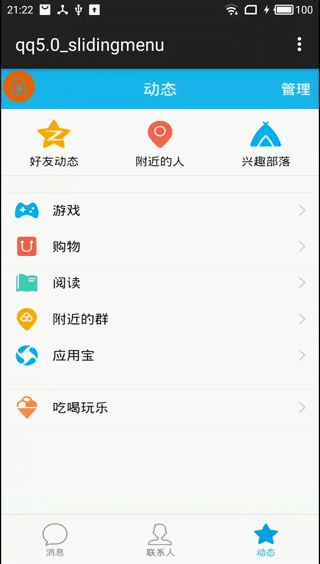 21:22 100
qq5.0_slidingmenu
动态 管理
好友动态 附近的人 兴趣部落
游戏
购物
阅读
附近的群
应用宝
吃喝玩乐
消息 联系人 动态